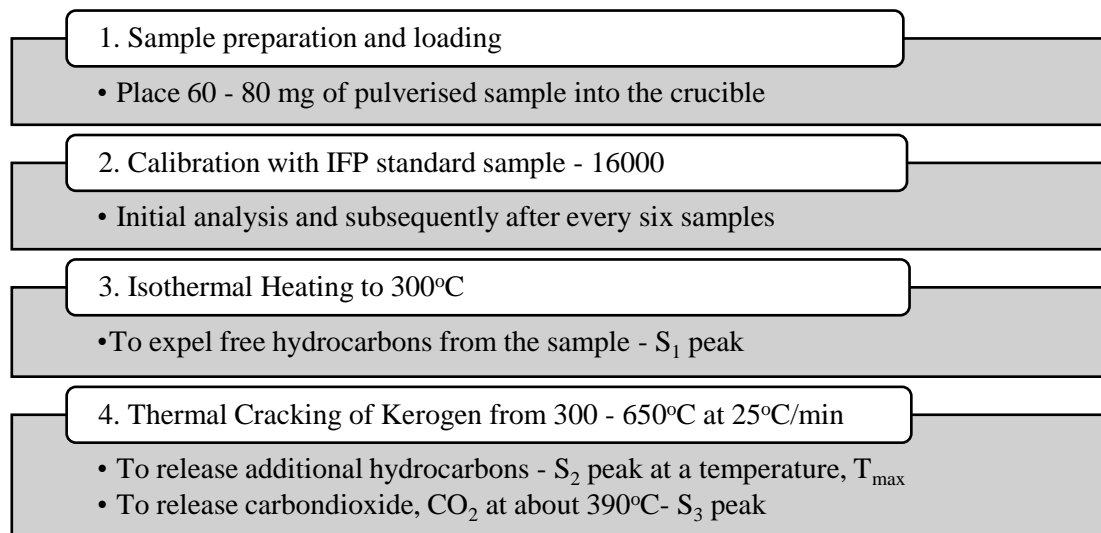 1. Sample preparation and loading
• Place 60 - 80 mg of pulverised sample into the crucible
2. Calibration with IFP standard sample - 16000
• Initial analysis and subsequently after every six samples
3. Isothermal Heating to 300°C
•To expel free hydrocarbons from the sample - S₁ peak
4. Thermal Cracking of Kerogen from 300 - 650°C at 25°C/min
• To release additional hydrocarbons - S₂ peak at a temperature, Tmax
• To release carbondioxide, CO₂ at about 390°C- S₃ peak